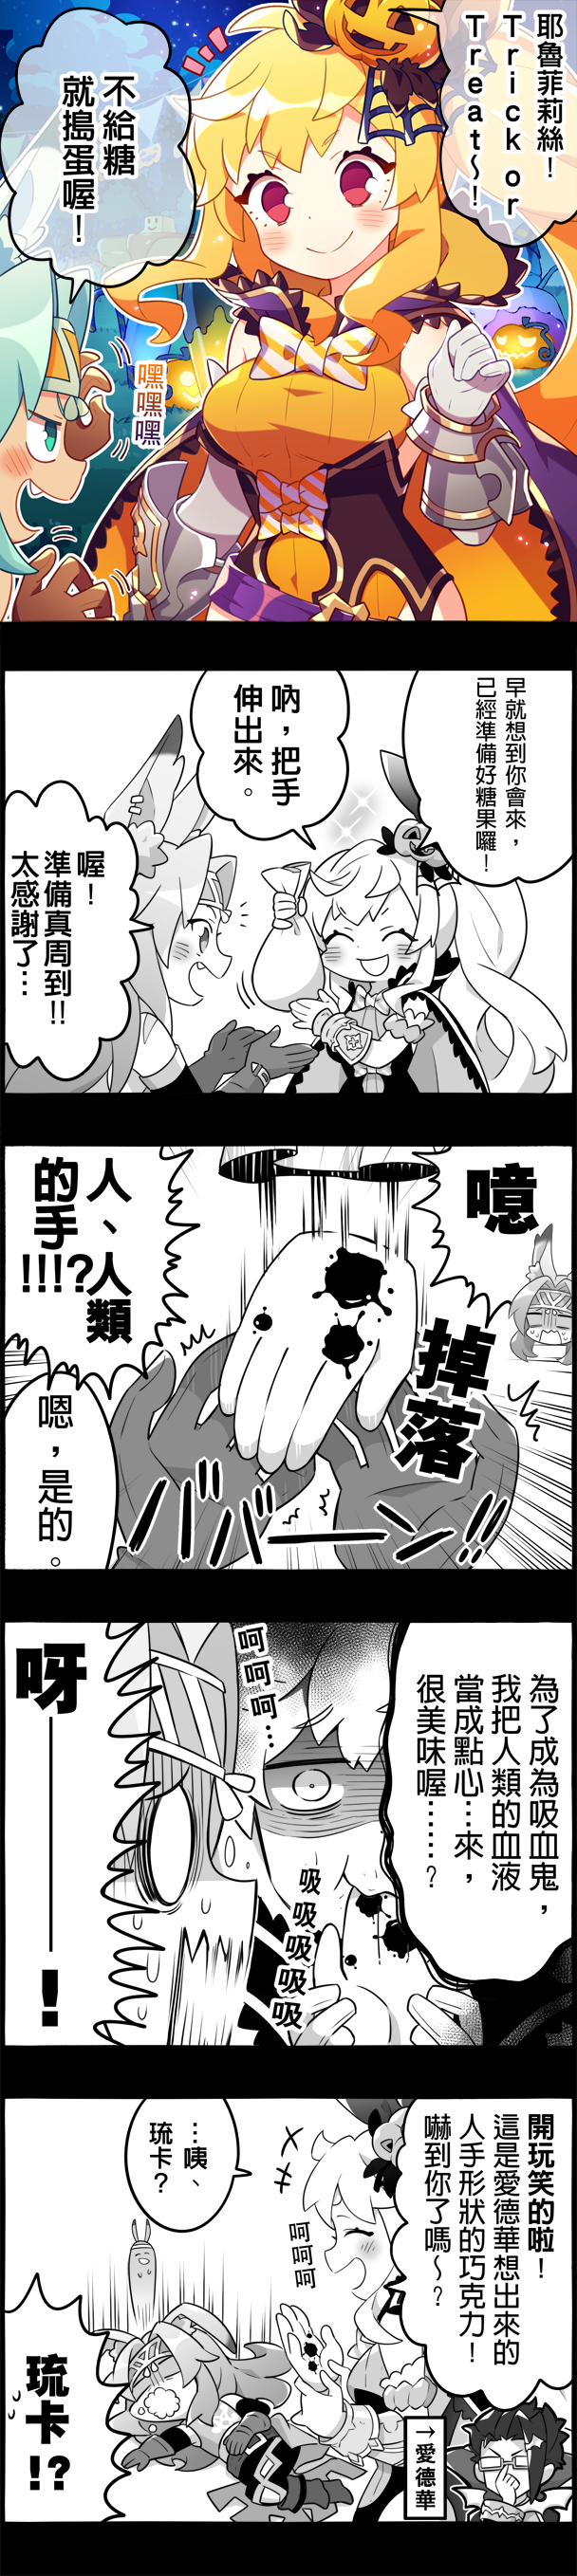 耶魯菲莉絲！
Trick or
Treat～！
不給糖
就搗蛋喔！
嘿嘿嘿
早就想到你會來，
已經準備好糖果囉！
吶，把手
伸出來。
喔！
準備真周到!!
太感謝了…
噫
人、人類
的手!!!?
掉落
嗯，是的。
ババーン!!
為了成為吸血鬼，
我把人類的血液
當成點心…來，
很美味喔……？
呵呵呵…
吸吸吸吸吸
呀——！
開玩笑的啦！
這是愛德華想出來的
人手形狀的巧克力！
嚇到你了嗎～？
呵呵呵
…咦、
琉卡？
琉卡!?
→愛德華